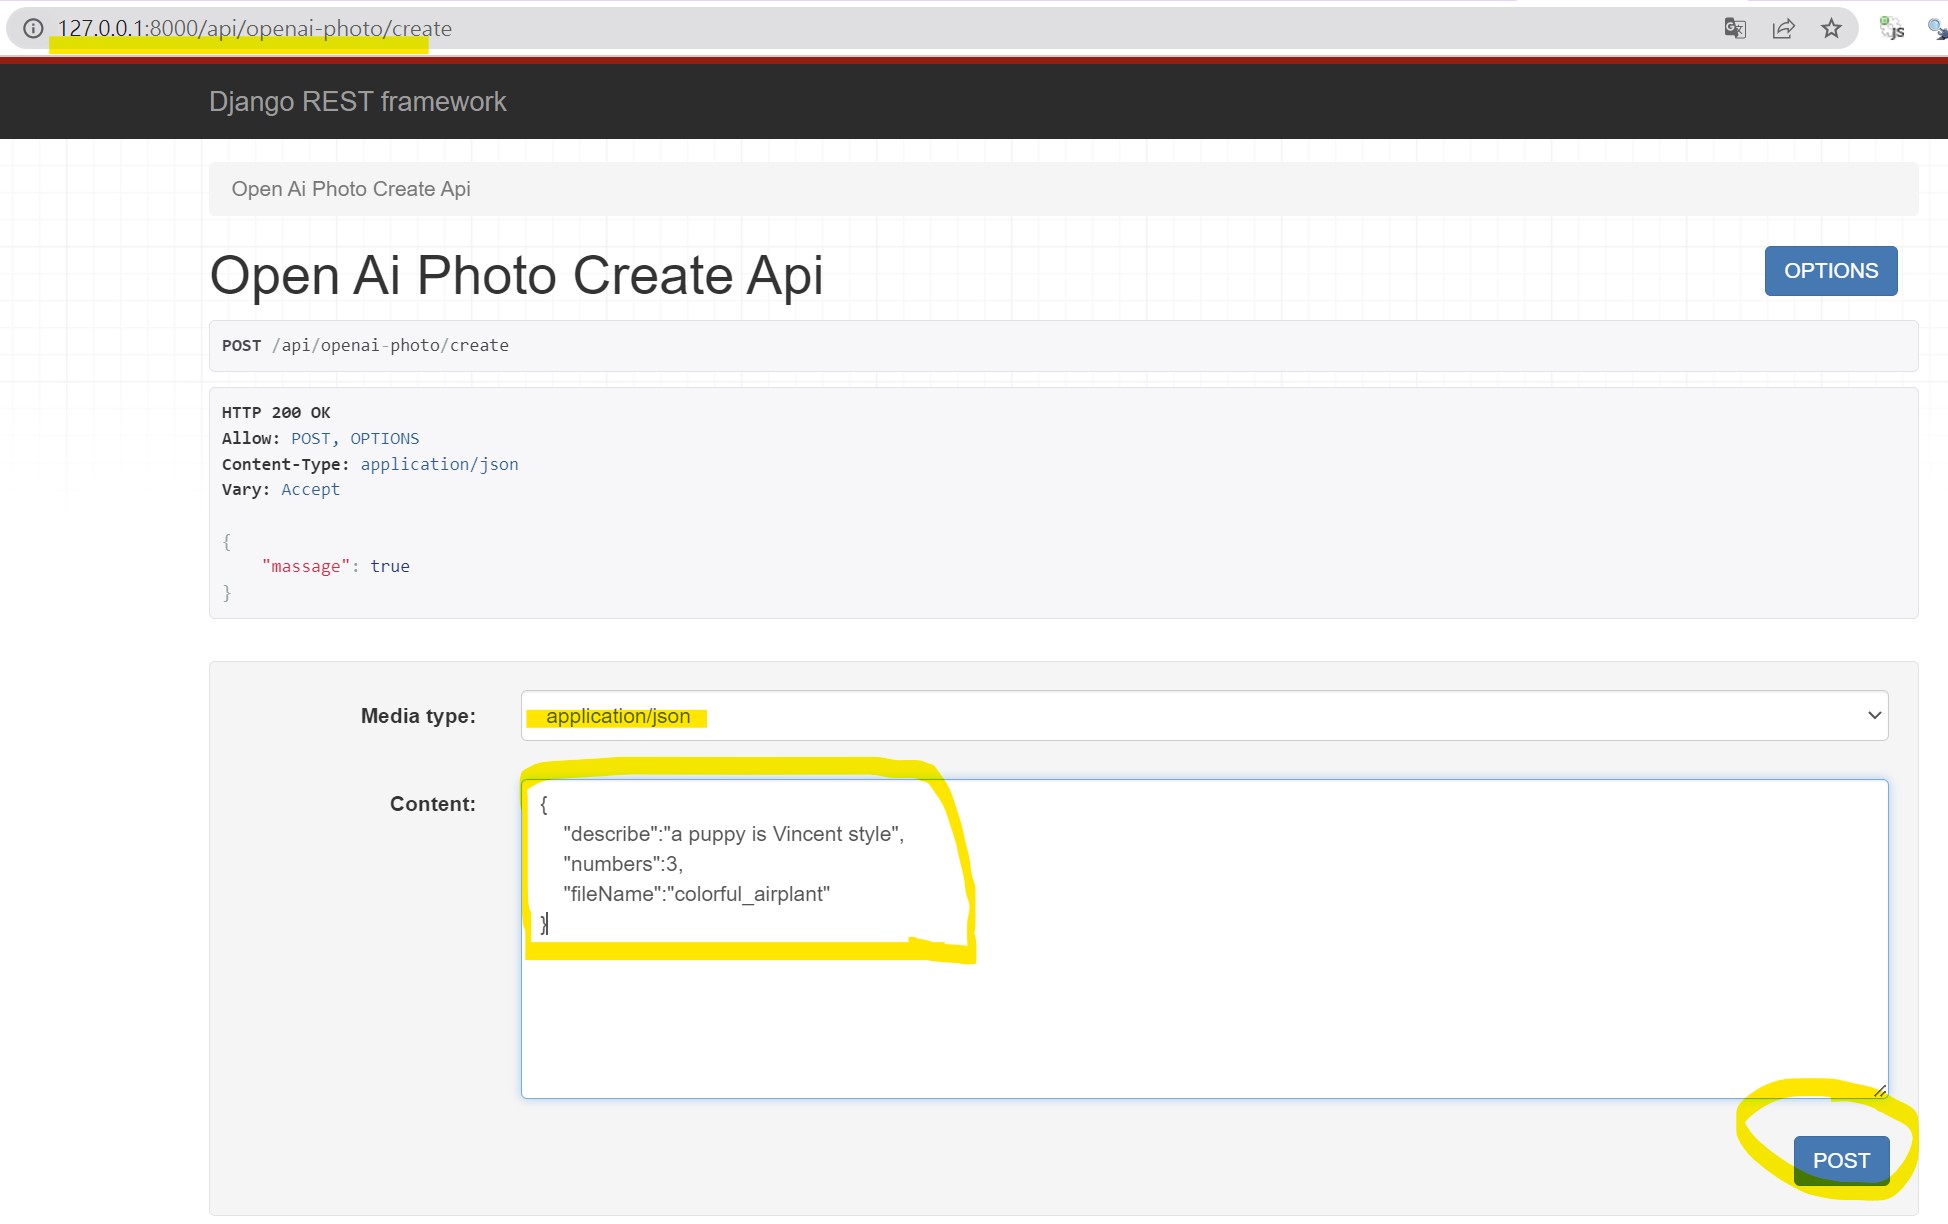 127.0.0.1:8000/api/openai-photo/create
JS
Django REST framework
Open Ai Photo Create Api
Open Ai Photo Create Api
OPTIONS
POST /api/openai-photo/create
HTTP 200 OK
Allow: POST, OPTIONS
Content-Type: application/json
Vary: Accept
{
"massage": true
}
Media type:
application/json
Content:
{
"describe":"a puppy is Vincent style",
"numbers":3,
"fileName":"colorful_airplant"
}
POST